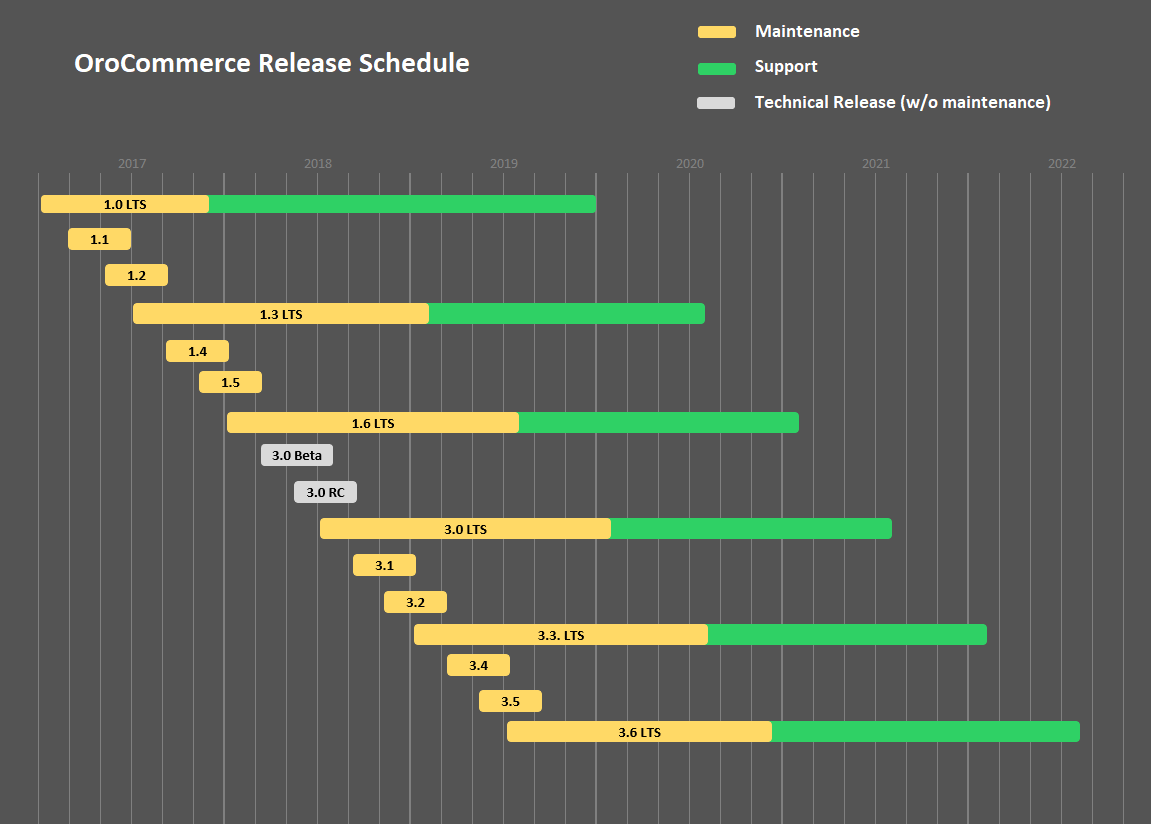 OroCommerce Release Schedule
Maintenance
Support
Technical Release (w/o maintenance)
2017 2018 2019 2020 2021 2022
1.0 LTS
1.1
1.2
1.3 LTS
1.4
1.5
1.6 LTS
3.0 Beta
3.0 RC
3.0 LTS
3.1
3.2
3.3. LTS
3.4
3.5
3.6 LTS